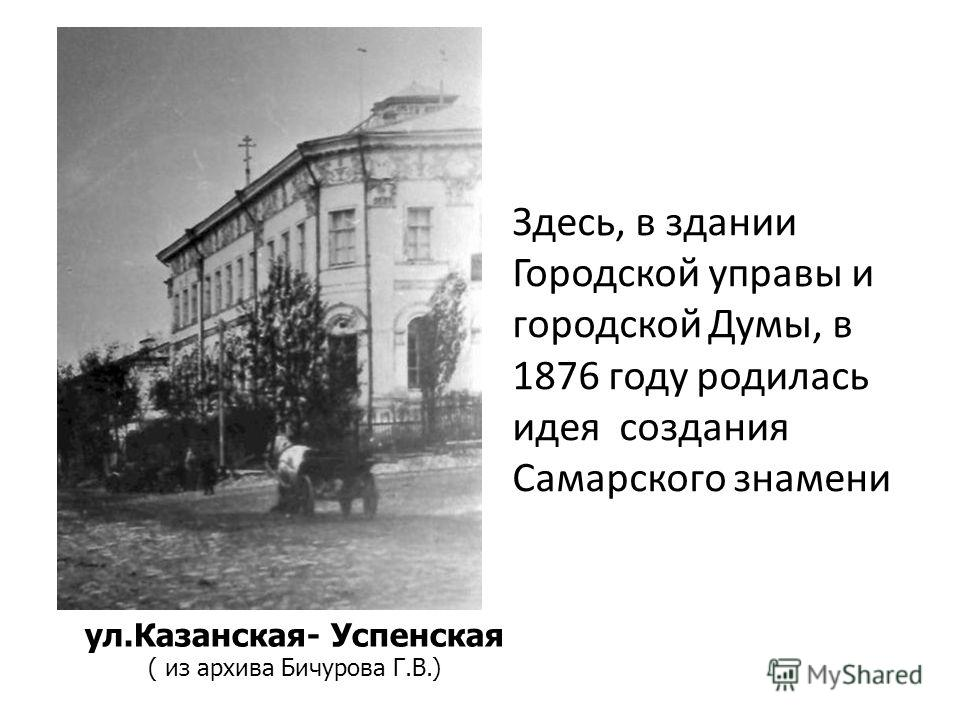 Здесь, в здании
Городской управы и
городской Думы, в
1876 году родилась
идея создания
Самарского знамени
ул.Казанская- Успенская
( из архива Бичурова Г.В.)
MyShared